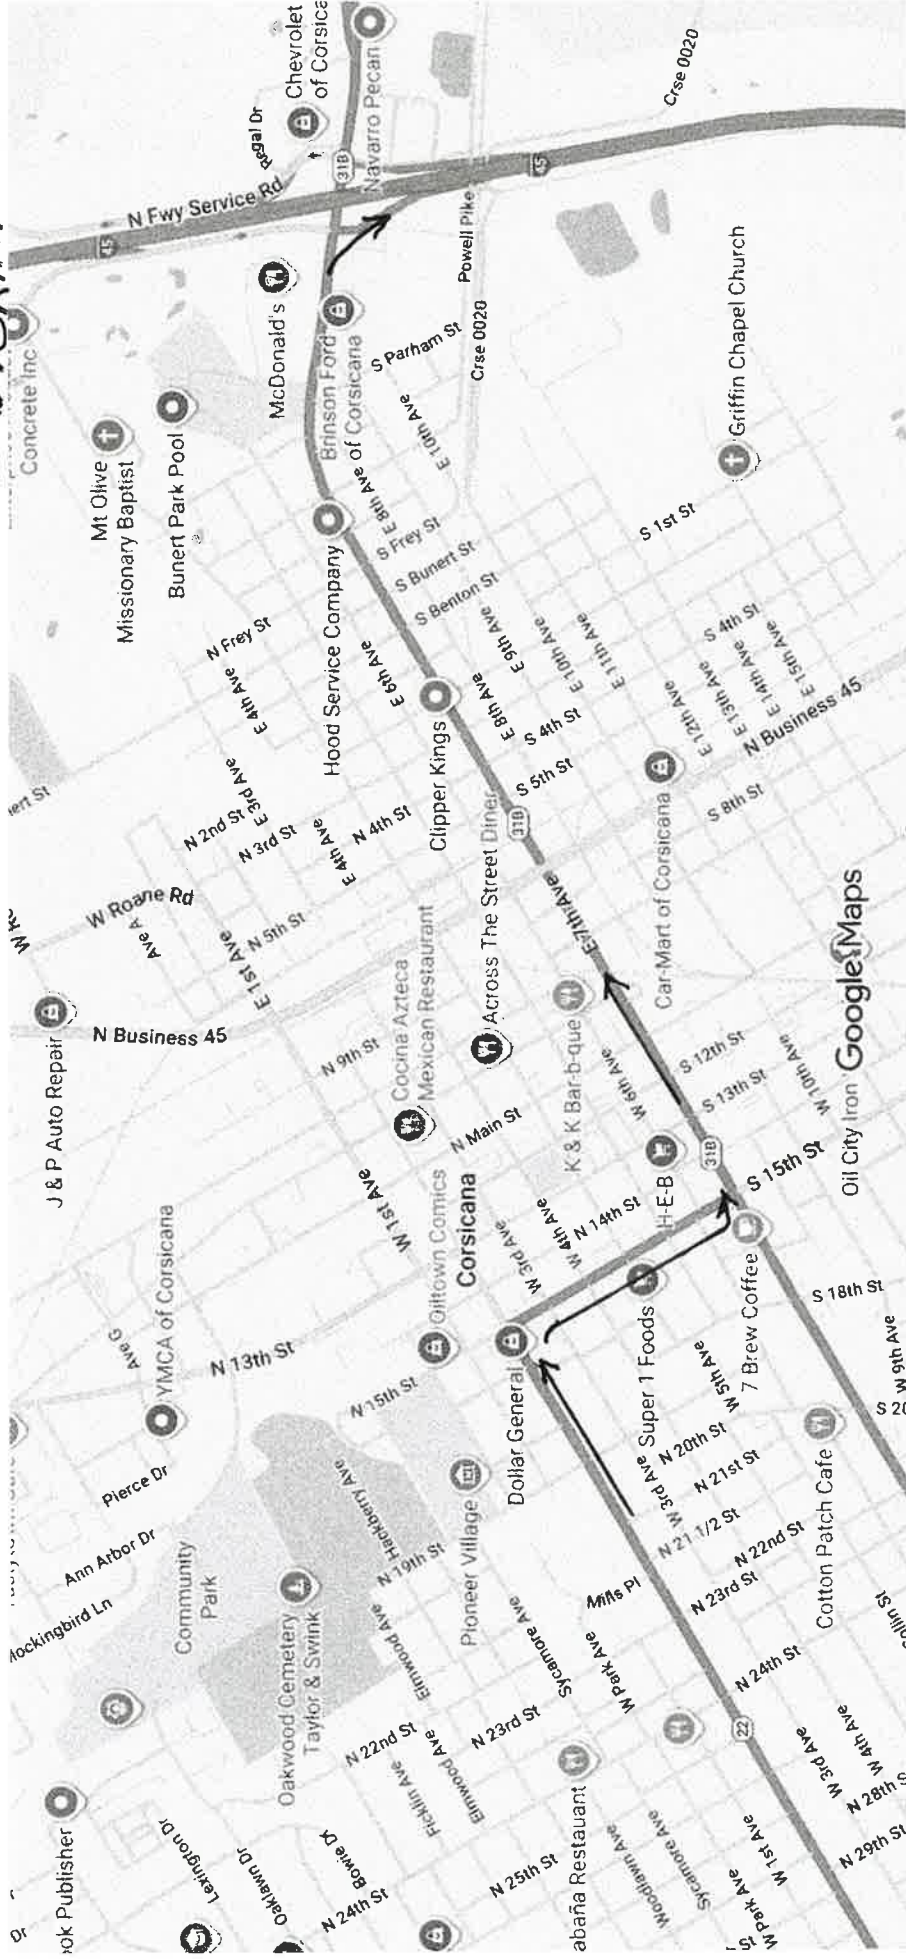 Chevrolet
of Corsica
Navarro Pecan
Regal Dr
31B
N Fwy Service Rd
45
Crse 0020
45
Powell Pike
Crse 0020
McDonald's
Brinson Ford
of Corsicana
S Parham St
Concrete Inc
Mt Olive
Missionary Baptist
Bunert Park Pool
E 10th Ave
E 8th Ave
S Frey St
S Bunert St
S Benton St
Griffin Chapel Church
S 1st St
Hood Service Company
N Frey St
E 4th Ave
E 6th Ave
E 9th Ave
E 10th Ave
E 11th Ave
E 8th Ave
S 4th St
S 4th St
E 12th Ave
E 13th Ave
E 14th Ave
E 15th Ave
N Business 45
Clipper Kings
S 5th St
31B
N 2nd St
E 3rd Ave
N 3rd St
E 4th Ave
N 4th St
S 8th St
Across The Street Diner
Car-Mart of Corsicana
W Roane Rd
Ave A
E 1st Ave
N 5th St
E 7th Ave
N Business 45
J & P Auto Repair
N 9th St
Cocina Azteca
Mexican Restaurant
K & K Bar-b-que
W 6th Ave
S 12th St
S 13th St
W 10th Ave
Google Maps
Oil City Iron
N Main St
W 1st Ave
Oiltown Comics
Corsicana
W 3rd Ave
W 4th Ave
N 14th St
H-E-B
31B
S 15th St
YMCA of Corsicana
Ave G
N 13th St
N 15th St
Dollar General
Super 1 Foods
7 Brew Coffee
S 18th St
W 9th Ave
W 5th Ave
N 20th St
W 3rd Ave
N 21st St
N 21 1/2 St
N 22nd St
N 23rd St
Cotton Patch Cafe
Pierce Dr
Ann Arbor Dr
Mockingbird Ln
Community
Park
Hackberry Ave
N 19th St
Pioneer Village
Oakwood Cemetery
Taylor & Swink
Elmwood Ave
Sycamore Ave
Mills Pl
W Park Ave
N 22nd St
N 23rd St
Ficklin Ave
Elmwood Ave
N 24th St
22
W 3rd Ave
W 4th Ave
N 28th S
N 29th St
ook Publisher
Lexington Dr
Oaklawn Dr
Bowie Dr
N 24th St
N 25th St
abaña Restauant
Woodlawn Ave
Sycamore Ave
W 1st Ave
W Park Ave
Dr